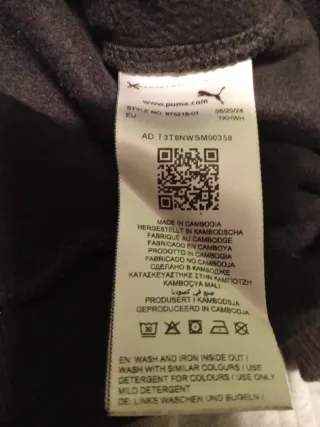 www.puma.com
STYLE NO 675218-01 06/20/24
EU TKHWH
AD T3T8NWSM00358
MADE IN CAMBODIA
HERGESTELLT IN KAMBODSCHA
FABRIQUÉ AU CAMBODGE
FABRICADO EN CAMBOYA
PRODOTTO IN CAMBOGIA
FABRICADO NO CAMBOJA
СДЕЛАНО В КАМБОДЖЕ
ΚΑΤΑΣΚΕΥΑΣΤΗΚΕ ΣΤΗΝ ΚΑΜΠΟΤΖΗ
KAMBOÇYA MALI
صنع في كمبوديا
PRODUSERT I KAMBODSJA
GEPRODUCEERD IN CAMBODJA
EN: WASH AND IRON INSIDE OUT /
WASH WITH SIMILAR COLOURS / USE
DETERGENT FOR COLOURS / USE ONLY
MILD DETERGENT
DE: LINKS WASCHEN UND BÜGELN /